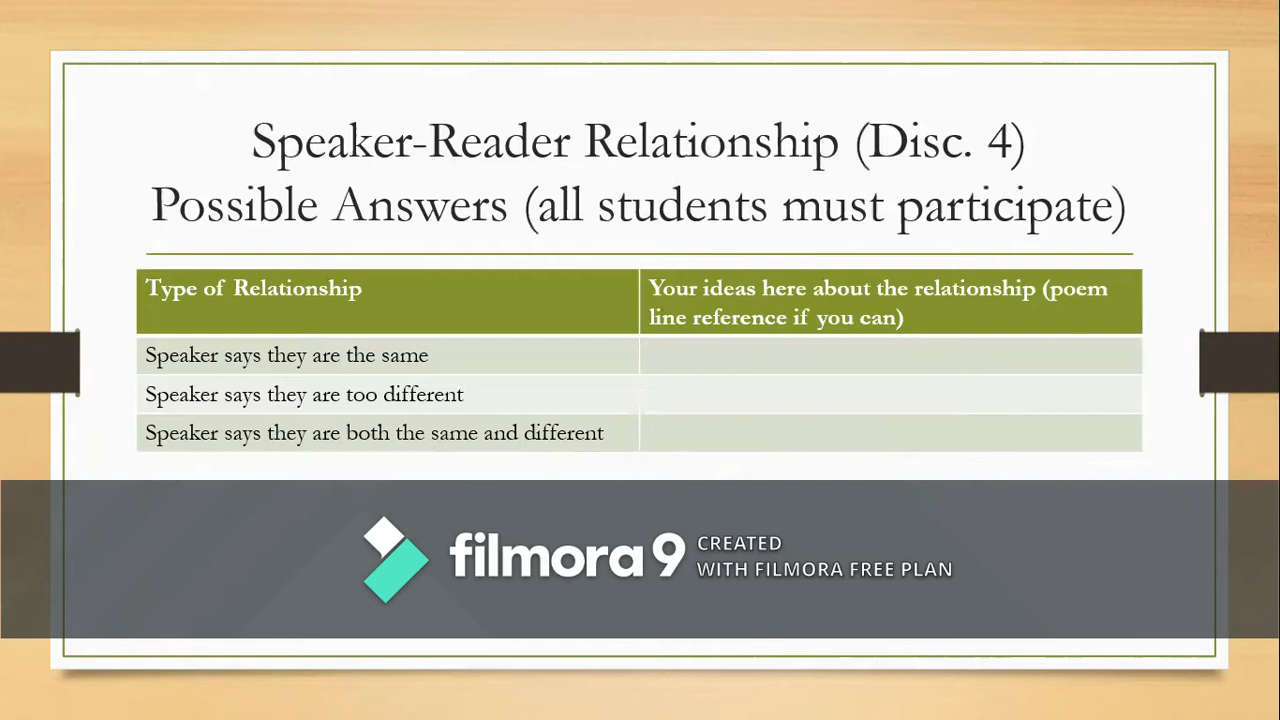 Speaker-Reader Relationship (Disc. 4)
Possible Answers (all students must participate)
Type of Relationship
Your ideas here about the relationship (poem
line reference if you can)
Speaker says they are the same
Speaker says they are too different
Speaker says they are both the same and different
filmora9
CREATED
WITH FILMORA FREE PLAN